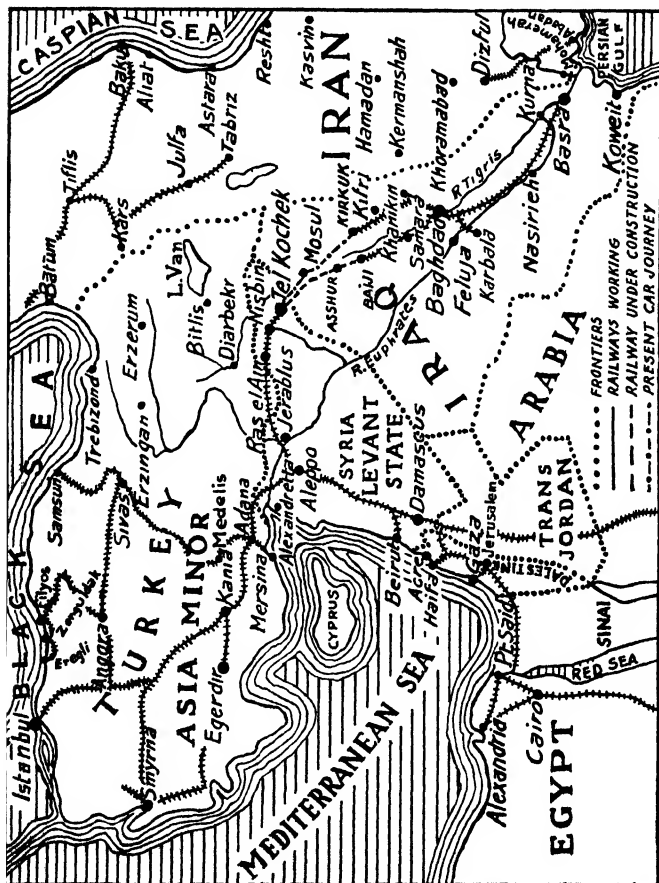 CASPIAN SEA
BLACK SEA
Istanbul
Filyos
Zonguldak
Eregli
Samsun
Trebizond
Batum
Tiflis
Baku
Aliat
Kars
Julfa
Astara
Tabriz
Resht
Kasvin
Angora
Sivas
Erzingan
Erzerum
L. Van
Bitlis
Diarbekr
TURKEY
ASIA MINOR
Smyrna
Egerdir
Kania
Medelis
Adana
Mersina
Alexandretta
Ras el Ain
Nisbin
Tel Kochek
Jerablus
Aleppo
Mosul
KIRKUK
Kifri
ASSHUR
BAIJI
Khanikin
Samara
IRAN
Hamadan
Kermanshah
Khoramabad
Dizful
Baghdad
Feluja
Karbala
R. Tigris
R. Euphrates
IRAQ
Nasirieh
Kurna
Basra
Abadan
PERSIAN
GULF
Koweit
CYPRUS
MEDITERRANEAN SEA
SYRIA
LEVANT
STATE
Damascus
Beirut
Acre
Haifa
Jerusalem
Gaza
PALESTINE
TRANS
JORDAN
ARABIA
Pt. Said
Alexandria
Cairo
EGYPT
SINAI
RED SEA
FRONTIERS
RAILWAYS WORKING
RAILWAY UNDER CONSTRUCTION
PRESENT CAR JOURNEY